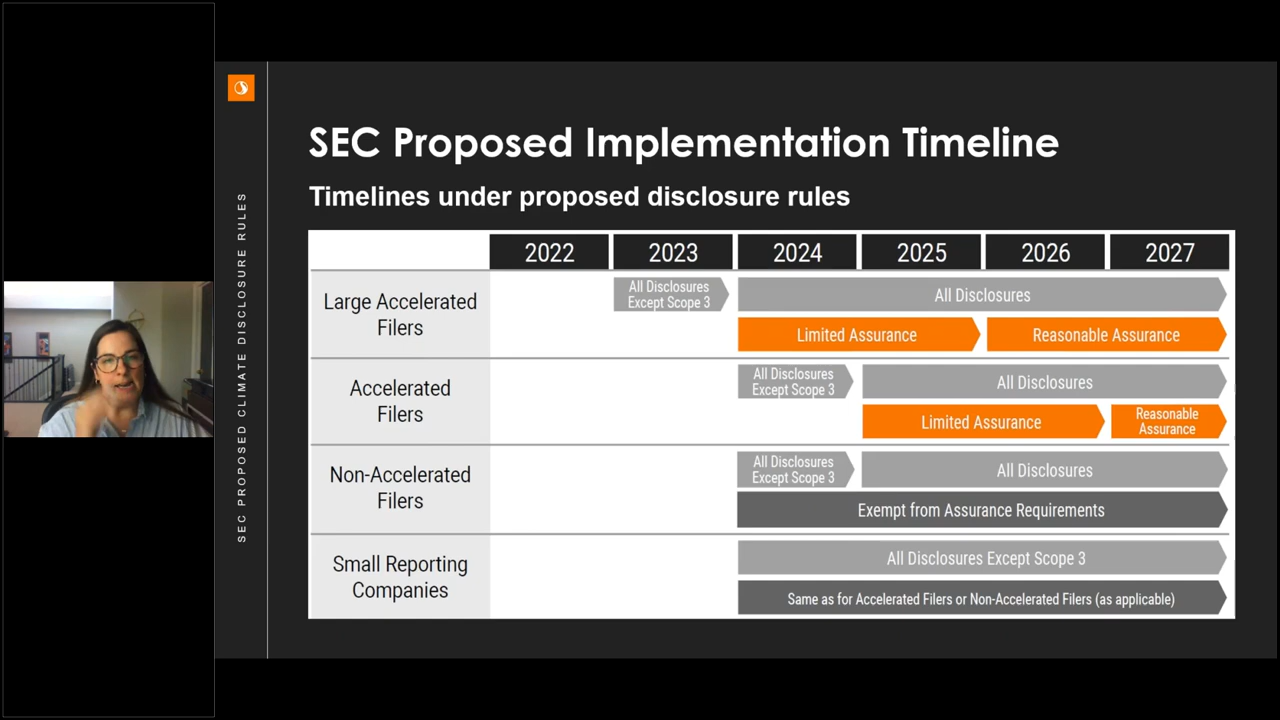 SEC Proposed Implementation Timeline
Timelines under proposed disclosure rules
SEC PROPOSED CLIMATE DISCLOSURE RULES
2022 2023 2024 2025 2026 2027
Large Accelerated
Filers
All Disclosures
Except Scope 3
All Disclosures
Limited Assurance
Reasonable Assurance
Accelerated
Filers
All Disclosures
Except Scope 3
All Disclosures
Limited Assurance
Reasonable
Assurance
Non-Accelerated
Filers
All Disclosures
Except Scope 3
All Disclosures
Exempt from Assurance Requirements
Small Reporting
Companies
All Disclosures Except Scope 3
Same as for Accelerated Filers or Non-Accelerated Filers (as applicable)